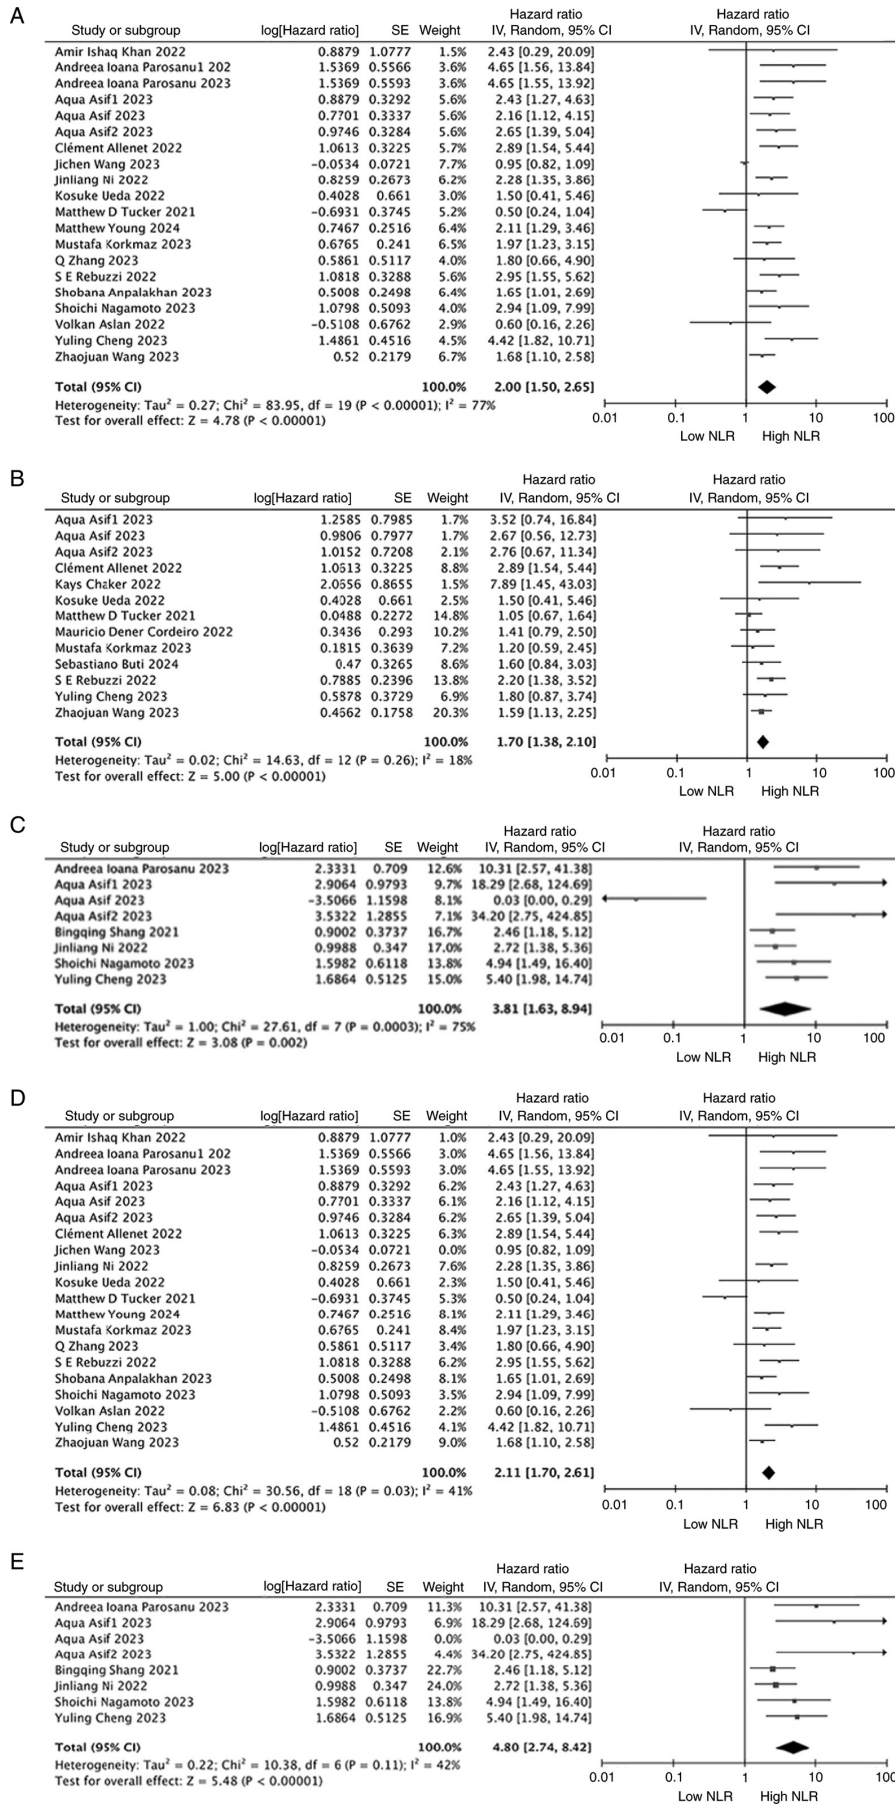 A
Hazard ratio Hazard ratio
Study or subgroup log[Hazard ratio] SE Weight IV, Random, 95% CI IV, Random, 95% CI
Amir Ishaq Khan 2022 0.8879 1.0777 1.5% 2.43 [0.29, 20.09]
Andreea Ioana Parosanu1 202 1.5369 0.5566 3.6% 4.65 [1.56, 13.84]
Andreea Ioana Parosanu 2023 1.5369 0.5593 3.6% 4.65 [1.55, 13.92]
Aqua Asif1 2023 0.8879 0.3292 5.6% 2.43 [1.27, 4.63]
Aqua Asif 2023 0.7701 0.3337 5.6% 2.16 [1.12, 4.15]
Aqua Asif2 2023 0.9746 0.3284 5.6% 2.65 [1.39, 5.04]
Clément Allenet 2022 1.0613 0.3225 5.7% 2.89 [1.54, 5.44]
Jichen Wang 2023 −0.0534 0.0721 7.7% 0.95 [0.82, 1.09]
Jinliang Ni 2022 0.8259 0.2673 6.2% 2.28 [1.35, 3.86]
Kosuke Ueda 2022 0.4028 0.661 3.0% 1.50 [0.41, 5.46]
Matthew D Tucker 2021 −0.6931 0.3745 5.2% 0.50 [0.24, 1.04]
Matthew Young 2024 0.7467 0.2516 6.4% 2.11 [1.29, 3.46]
Mustafa Korkmaz 2023 0.6765 0.241 6.5% 1.97 [1.23, 3.15]
Q Zhang 2023 0.5861 0.5117 4.0% 1.80 [0.66, 4.90]
S E Rebuzzi 2022 1.0818 0.3288 5.6% 2.95 [1.55, 5.62]
Shobana Anpalakhan 2023 0.5008 0.2498 6.4% 1.65 [1.01, 2.69]
Shoichi Nagamoto 2023 1.0798 0.5093 4.0% 2.94 [1.09, 7.99]
Volkan Aslan 2022 −0.5108 0.6762 2.9% 0.60 [0.16, 2.26]
Yuling Cheng 2023 1.4861 0.4516 4.5% 4.42 [1.82, 10.71]
Zhaojuan Wang 2023 0.52 0.2179 6.7% 1.68 [1.10, 2.58]
Total (95% CI) 100.0% 2.00 [1.50, 2.65]
Heterogeneity: Tau² = 0.27; Chi² = 83.95, df = 19 (P < 0.00001); I² = 77%
Test for overall effect: Z = 4.78 (P < 0.00001)
0.01 0.1 1 10 100
Low NLR High NLR
B
Hazard ratio Hazard ratio
Study or subgroup log[Hazard ratio] SE Weight IV, Random, 95% CI IV, Random, 95% CI
Aqua Asif1 2023 1.2585 0.7985 1.7% 3.52 [0.74, 16.84]
Aqua Asif 2023 0.9806 0.7977 1.7% 2.67 [0.56, 12.73]
Aqua Asif2 2023 1.0152 0.7208 2.1% 2.76 [0.67, 11.34]
Clément Allenet 2022 1.0613 0.3225 8.8% 2.89 [1.54, 5.44]
Kays Chaker 2022 2.0656 0.8655 1.5% 7.89 [1.45, 43.03]
Kosuke Ueda 2022 0.4028 0.661 2.5% 1.50 [0.41, 5.46]
Matthew D Tucker 2021 0.0488 0.2272 14.8% 1.05 [0.67, 1.64]
Mauricio Dener Cordeiro 2022 0.3436 0.293 10.2% 1.41 [0.79, 2.50]
Mustafa Korkmaz 2023 0.1815 0.3639 7.2% 1.20 [0.59, 2.45]
Sebastiano Buti 2024 0.47 0.3265 8.6% 1.60 [0.84, 3.03]
S E Rebuzzi 2022 0.7885 0.2396 13.8% 2.20 [1.38, 3.52]
Yuling Cheng 2023 0.5878 0.3729 6.9% 1.80 [0.87, 3.74]
Zhaojuan Wang 2023 0.4662 0.1758 20.3% 1.59 [1.13, 2.25]
Total (95% CI) 100.0% 1.70 [1.38, 2.10]
Heterogeneity: Tau² = 0.02; Chi² = 14.63, df = 12 (P = 0.26); I² = 18%
Test for overall effect: Z = 5.00 (P < 0.00001)
0.01 0.1 1 10 100
Low NLR High NLR
C
Hazard ratio Hazard ratio
Study or subgroup log[Hazard ratio] SE Weight IV, Random, 95% CI IV, Random, 95% CI
Andreea Ioana Parosanu 2023 2.3331 0.709 12.6% 10.31 [2.57, 41.38]
Aqua Asif1 2023 2.9064 0.9793 9.7% 18.29 [2.68, 124.69]
Aqua Asif 2023 −3.5066 1.1598 8.1% 0.03 [0.00, 0.29]
Aqua Asif2 2023 3.5322 1.2855 7.1% 34.20 [2.75, 424.85]
Bingqing Shang 2021 0.9002 0.3737 16.7% 2.46 [1.18, 5.12]
Jinliang Ni 2022 0.9988 0.347 17.0% 2.72 [1.38, 5.36]
Shoichi Nagamoto 2023 1.5982 0.6118 13.8% 4.94 [1.49, 16.40]
Yuling Cheng 2023 1.6864 0.5125 15.0% 5.40 [1.98, 14.74]
Total (95% CI) 100.0% 3.81 [1.63, 8.94]
Heterogeneity: Tau² = 1.00; Chi² = 27.61, df = 7 (P = 0.0003); I² = 75%
Test for overall effect: Z = 3.08 (P = 0.002)
0.01 0.1 1 10 100
Low NLR High NLR
D
Hazard ratio Hazard ratio
Study or subgroup log[Hazard ratio] SE Weight IV, Random, 95% CI IV, Random, 95% CI
Amir Ishaq Khan 2022 0.8879 1.0777 1.0% 2.43 [0.29, 20.09]
Andreea Ioana Parosanu1 202 1.5369 0.5566 3.0% 4.65 [1.56, 13.84]
Andreea Ioana Parosanu 2023 1.5369 0.5593 3.0% 4.65 [1.55, 13.92]
Aqua Asif1 2023 0.8879 0.3292 6.2% 2.43 [1.27, 4.63]
Aqua Asif 2023 0.7701 0.3337 6.1% 2.16 [1.12, 4.15]
Aqua Asif2 2023 0.9746 0.3284 6.2% 2.65 [1.39, 5.04]
Clément Allenet 2022 1.0613 0.3225 6.3% 2.89 [1.54, 5.44]
Jichen Wang 2023 −0.0534 0.0721 0.0% 0.95 [0.82, 1.09]
Jinliang Ni 2022 0.8259 0.2673 7.6% 2.28 [1.35, 3.86]
Kosuke Ueda 2022 0.4028 0.661 2.3% 1.50 [0.41, 5.46]
Matthew D Tucker 2021 −0.6931 0.3745 5.3% 0.50 [0.24, 1.04]
Matthew Young 2024 0.7467 0.2516 8.1% 2.11 [1.29, 3.46]
Mustafa Korkmaz 2023 0.6765 0.241 8.4% 1.97 [1.23, 3.15]
Q Zhang 2023 0.5861 0.5117 3.4% 1.80 [0.66, 4.90]
S E Rebuzzi 2022 1.0818 0.3288 6.2% 2.95 [1.55, 5.62]
Shobana Anpalakhan 2023 0.5008 0.2498 8.1% 1.65 [1.01, 2.69]
Shoichi Nagamoto 2023 1.0798 0.5093 3.5% 2.94 [1.09, 7.99]
Volkan Aslan 2022 −0.5108 0.6762 2.2% 0.60 [0.16, 2.26]
Yuling Cheng 2023 1.4861 0.4516 4.1% 4.42 [1.82, 10.71]
Zhaojuan Wang 2023 0.52 0.2179 9.0% 1.68 [1.10, 2.58]
Total (95% CI) 100.0% 2.11 [1.70, 2.61]
Heterogeneity: Tau² = 0.08; Chi² = 30.56, df = 18 (P = 0.03); I² = 41%
Test for overall effect: Z = 6.83 (P < 0.00001)
0.01 0.1 1 10 100
Low NLR High NLR
E
Hazard ratio Hazard ratio
Study or subgroup log[Hazard ratio] SE Weight IV, Random, 95% CI IV, Random, 95% CI
Andreea Ioana Parosanu 2023 2.3331 0.709 11.3% 10.31 [2.57, 41.38]
Aqua Asif1 2023 2.9064 0.9793 6.9% 18.29 [2.68, 124.69]
Aqua Asif 2023 −3.5066 1.1598 0.0% 0.03 [0.00, 0.29]
Aqua Asif2 2023 3.5322 1.2855 4.4% 34.20 [2.75, 424.85]
Bingqing Shang 2021 0.9002 0.3737 22.7% 2.46 [1.18, 5.12]
Jinliang Ni 2022 0.9988 0.347 24.0% 2.72 [1.38, 5.36]
Shoichi Nagamoto 2023 1.5982 0.6118 13.8% 4.94 [1.49, 16.40]
Yuling Cheng 2023 1.6864 0.5125 16.9% 5.40 [1.98, 14.74]
Total (95% CI) 100.0% 4.80 [2.74, 8.42]
Heterogeneity: Tau² = 0.22; Chi² = 10.38, df = 6 (P = 0.11); I² = 42%
Test for overall effect: Z = 5.48 (P < 0.00001)
0.01 0.1 1 10 100
Low NLR High NLR